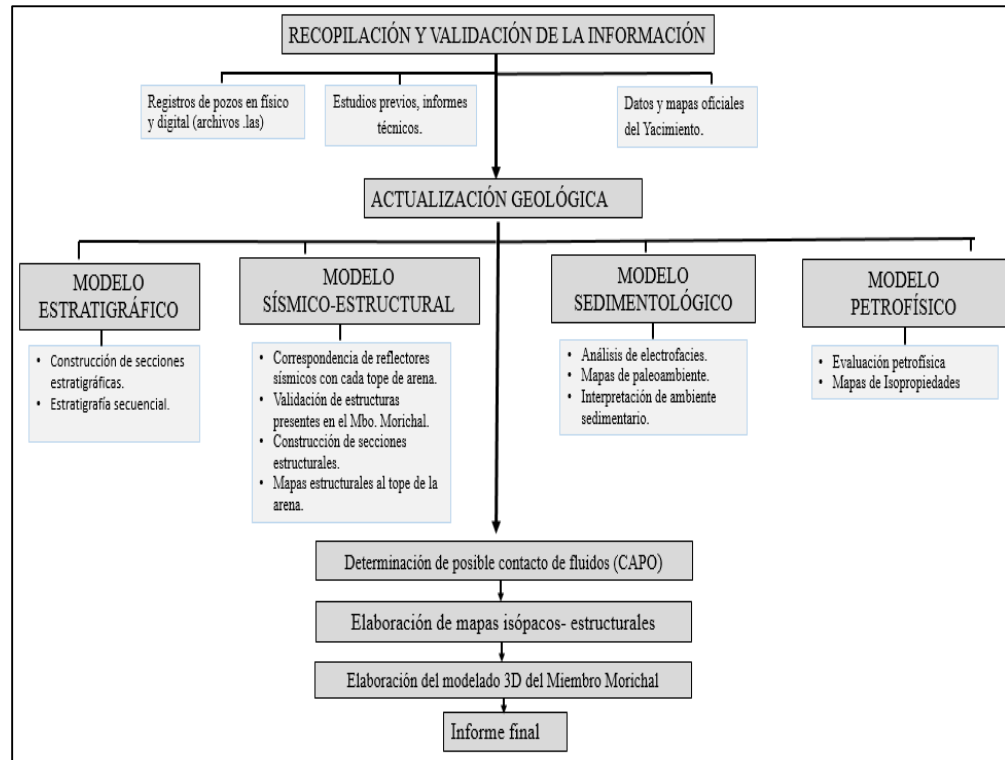 RECOPILACIÓN Y VALIDACIÓN DE LA INFORMACIÓN
Registros de pozos en físico
y digital (archivos .las)
Estudios previos, informes
técnicos.
Datos y mapas oficiales
del Yacimiento.
ACTUALIZACIÓN GEOLÓGICA
MODELO
ESTRATIGRÁFICO
• Construcción de secciones
estratigráficas.
• Estratigrafía secuencial.
MODELO
SÍSMICO-ESTRUCTURAL
• Correspondencia de reflectores
sísmicos con cada tope de arena.
• Validación de estructuras
presentes en el Mbo. Morichal.
• Construcción de secciones
estructurales.
• Mapas estructurales al tope de la
arena.
MODELO
SEDIMENTOLÓGICO
• Análisis de electrofacies.
• Mapas de paleoambiente.
• Interpretación de ambiente
sedimentario.
MODELO
PETROFÍSICO
• Evaluación petrofísica
• Mapas de Isopropiedades
Determinación de posible contacto de fluidos (CAPO)
Elaboración de mapas isópacos- estructurales
Elaboración del modelado 3D del Miembro Morichal
Informe fínal